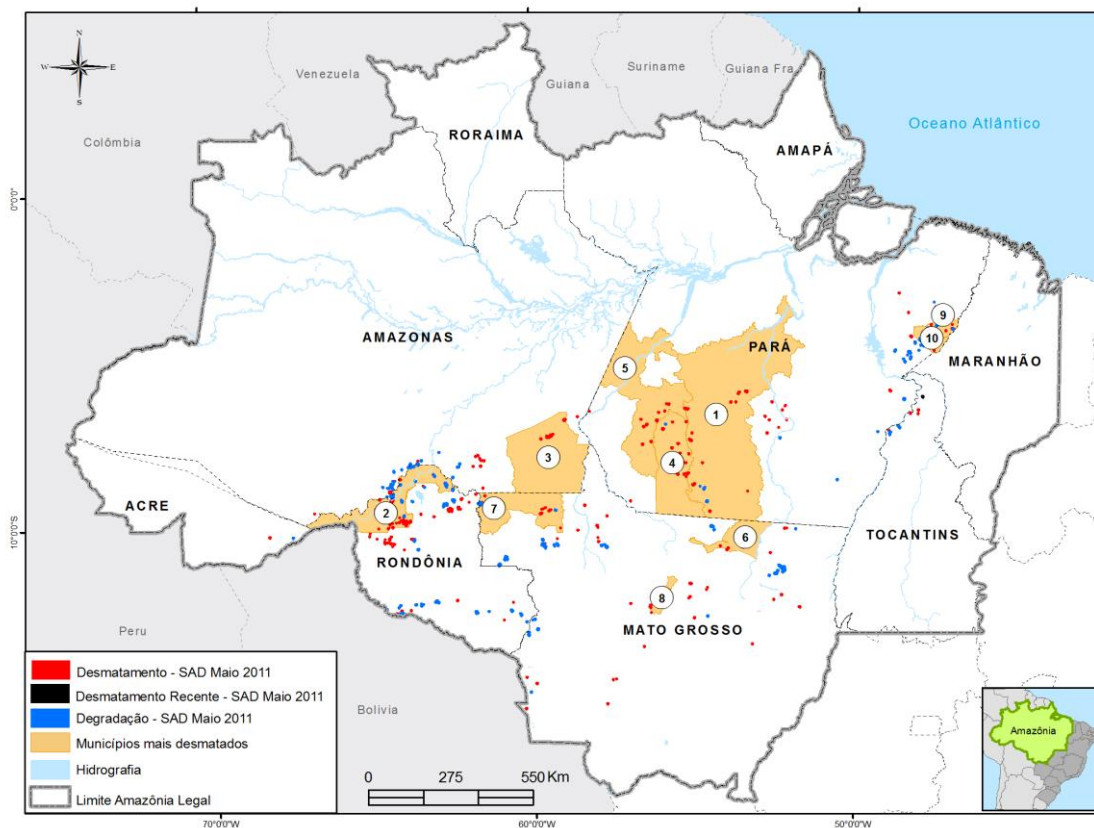 N
W E
S
Venezuela
Suriname
Guiana Fra.
Guiana
Colômbia
Oceano Atlântico
RORAIMA
AMAPÁ
0°0'0"
AMAZONAS
PARÁ
MARANHÃO
9
10
5
1
3
4
ACRE
2
7
6
10°0'S
RONDÔNIA
TOCANTINS
8
MATO GROSSO
Peru
Bolivia
Desmatamento - SAD Maio 2011
Desmatamento Recente - SAD Maio 2011
Degradação - SAD Maio 2011
Municípios mais desmatados
Hidrografia
Limite Amazônia Legal
0 275 550 Km
Amazônia
70°0'0"W 60°0'0"W 50°0'0"W